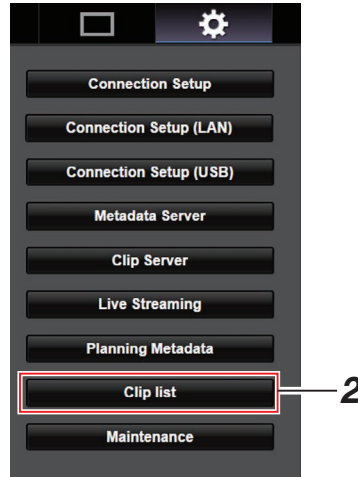 Connection Setup
Connection Setup (LAN)
Connection Setup (USB)
Metadata Server
Clip Server
Live Streaming
Planning Metadata
Clip list
2
Maintenance